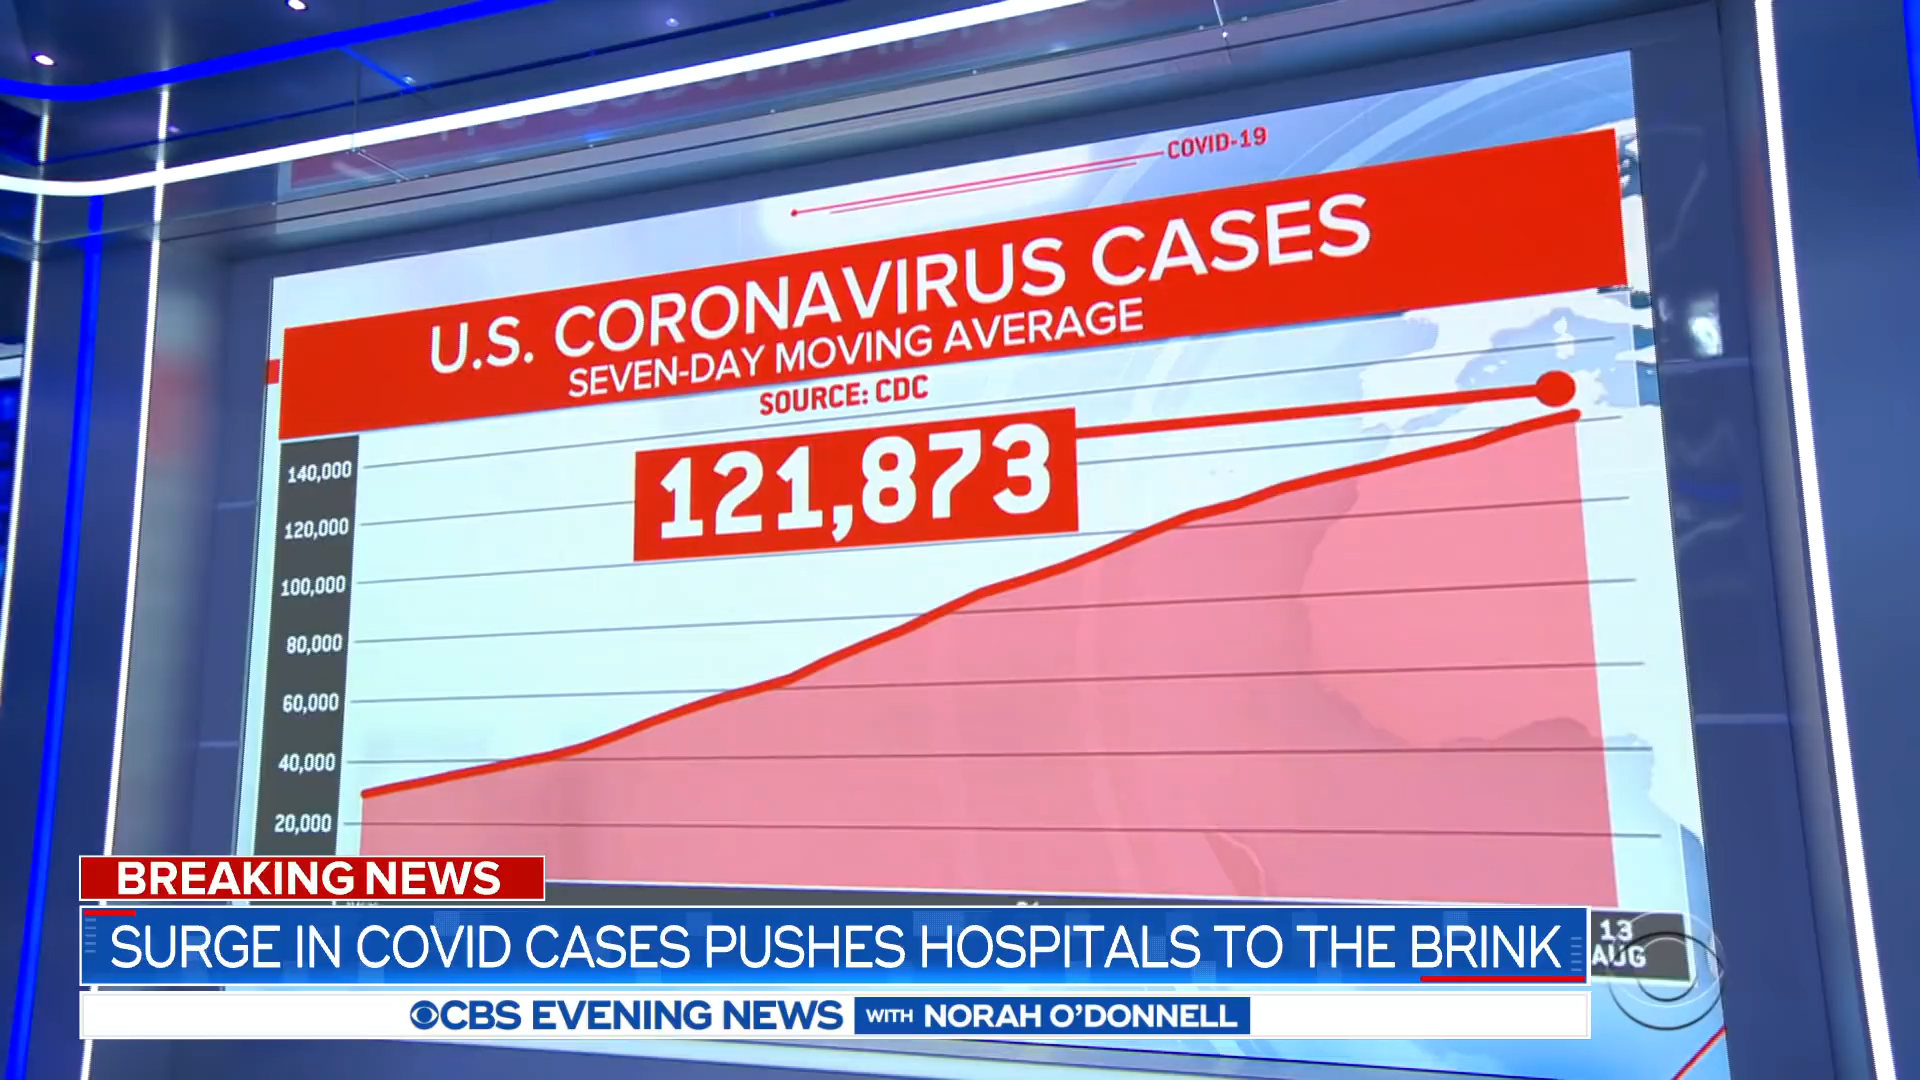 COVID-19
U.S. CORONAVIRUS CASES
SEVEN-DAY MOVING AVERAGE
SOURCE: CDC
121,873
140,000
120,000
100,000
80,000
60,000
40,000
20,000
13
AUG
BREAKING NEWS
SURGE IN COVID CASES PUSHES HOSPITALS TO THE BRINK
CBS EVENING NEWS WITH NORAH O'DONNELL